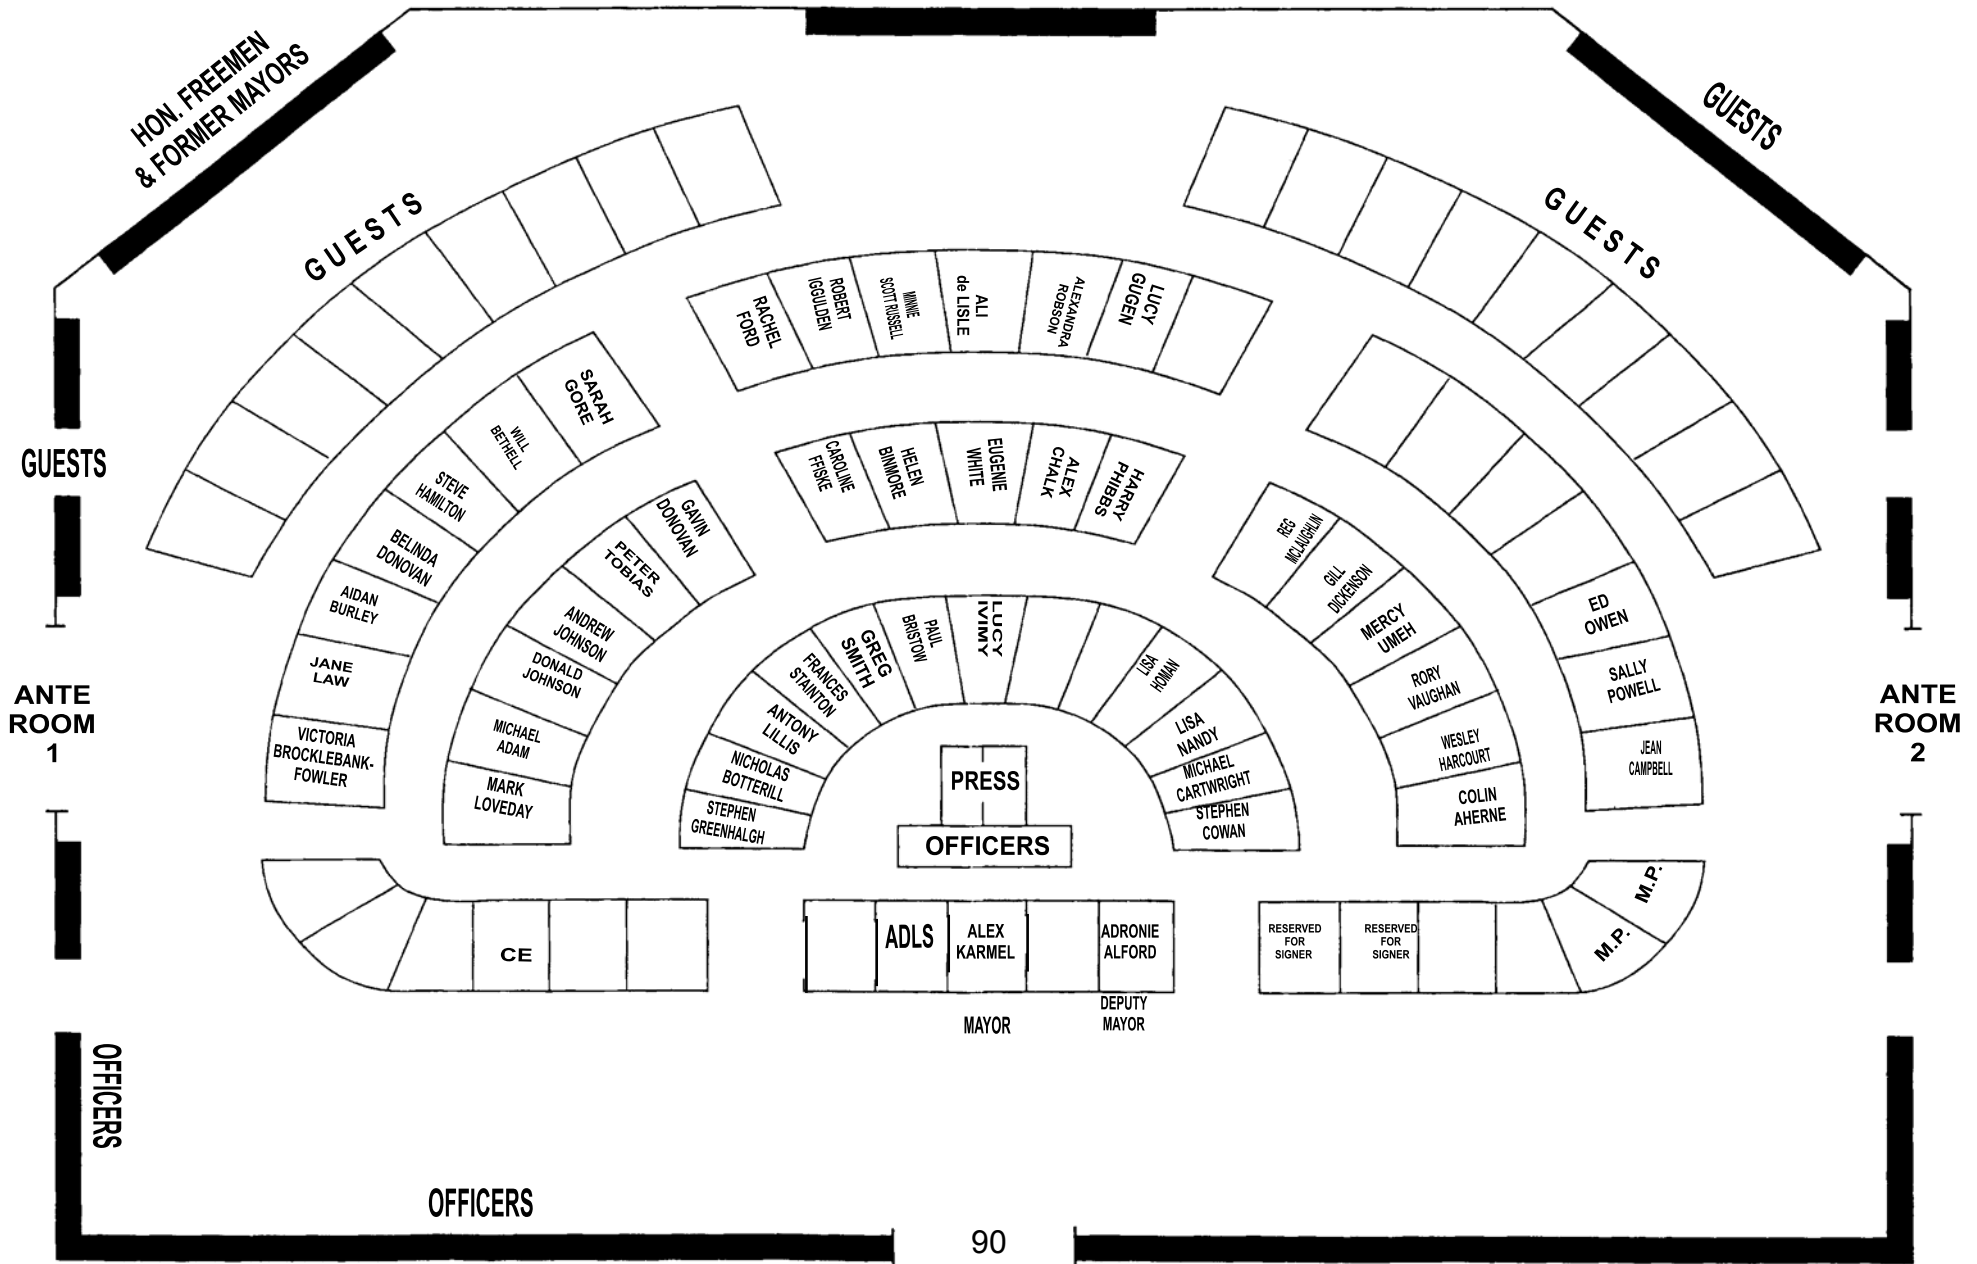 HON. FREEMEN
& FORMER MAYORS
GUESTS
GUESTS
GUESTS
RACHEL
FORD
ROBERT
IGGULDEN
MINNIE
SCOTT RUSSELL
ALI
de LISLE
ALEXANDRA
ROBSON
LUCY
GUGEN
SARAH
GORE
WILL
BETHELL
STEVE
HAMILTON
BELINDA
DONOVAN
AIDAN
BURLEY
JANE
LAW
VICTORIA
BROCKLEBANK-
FOWLER
CAROLINE
FFISKE
HELEN
BINMORE
EUGENIE
WHITE
ALEX
CHALK
HARRY
PHIBBS
GUESTS
GAVIN
DONOVAN
PETER
TOBIAS
ANDREW
JOHNSON
DONALD
JOHNSON
MICHAEL
ADAM
MARK
LOVEDAY
REG
MCLAUGHLIN
GILL
DICKENSON
MERCY
UMEH
RORY
VAUGHAN
WESLEY
HARCOURT
COLIN
AHERNE
ED
OWEN
SALLY
POWELL
JEAN
CAMPBELL
STEPHEN
GREENHALGH
NICHOLAS
BOTTERILL
ANTONY
LILLIS
FRANCES
STAINTON
GREG
SMITH
PAUL
BRISTOW
LUCY
IVIMY
LISA
HOMAN
LISA
NANDY
MICHAEL
CARTWRIGHT
STEPHEN
COWAN
ANTE
ROOM
1
ANTE
ROOM
2
PRESS
OFFICERS
CE
ADLS
ALEX
KARMEL
ADRONIE
ALFORD
RESERVED
FOR
SIGNER
RESERVED
FOR
SIGNER
M.P.
M.P.
MAYOR
DEPUTY
MAYOR
OFFICERS
OFFICERS
90